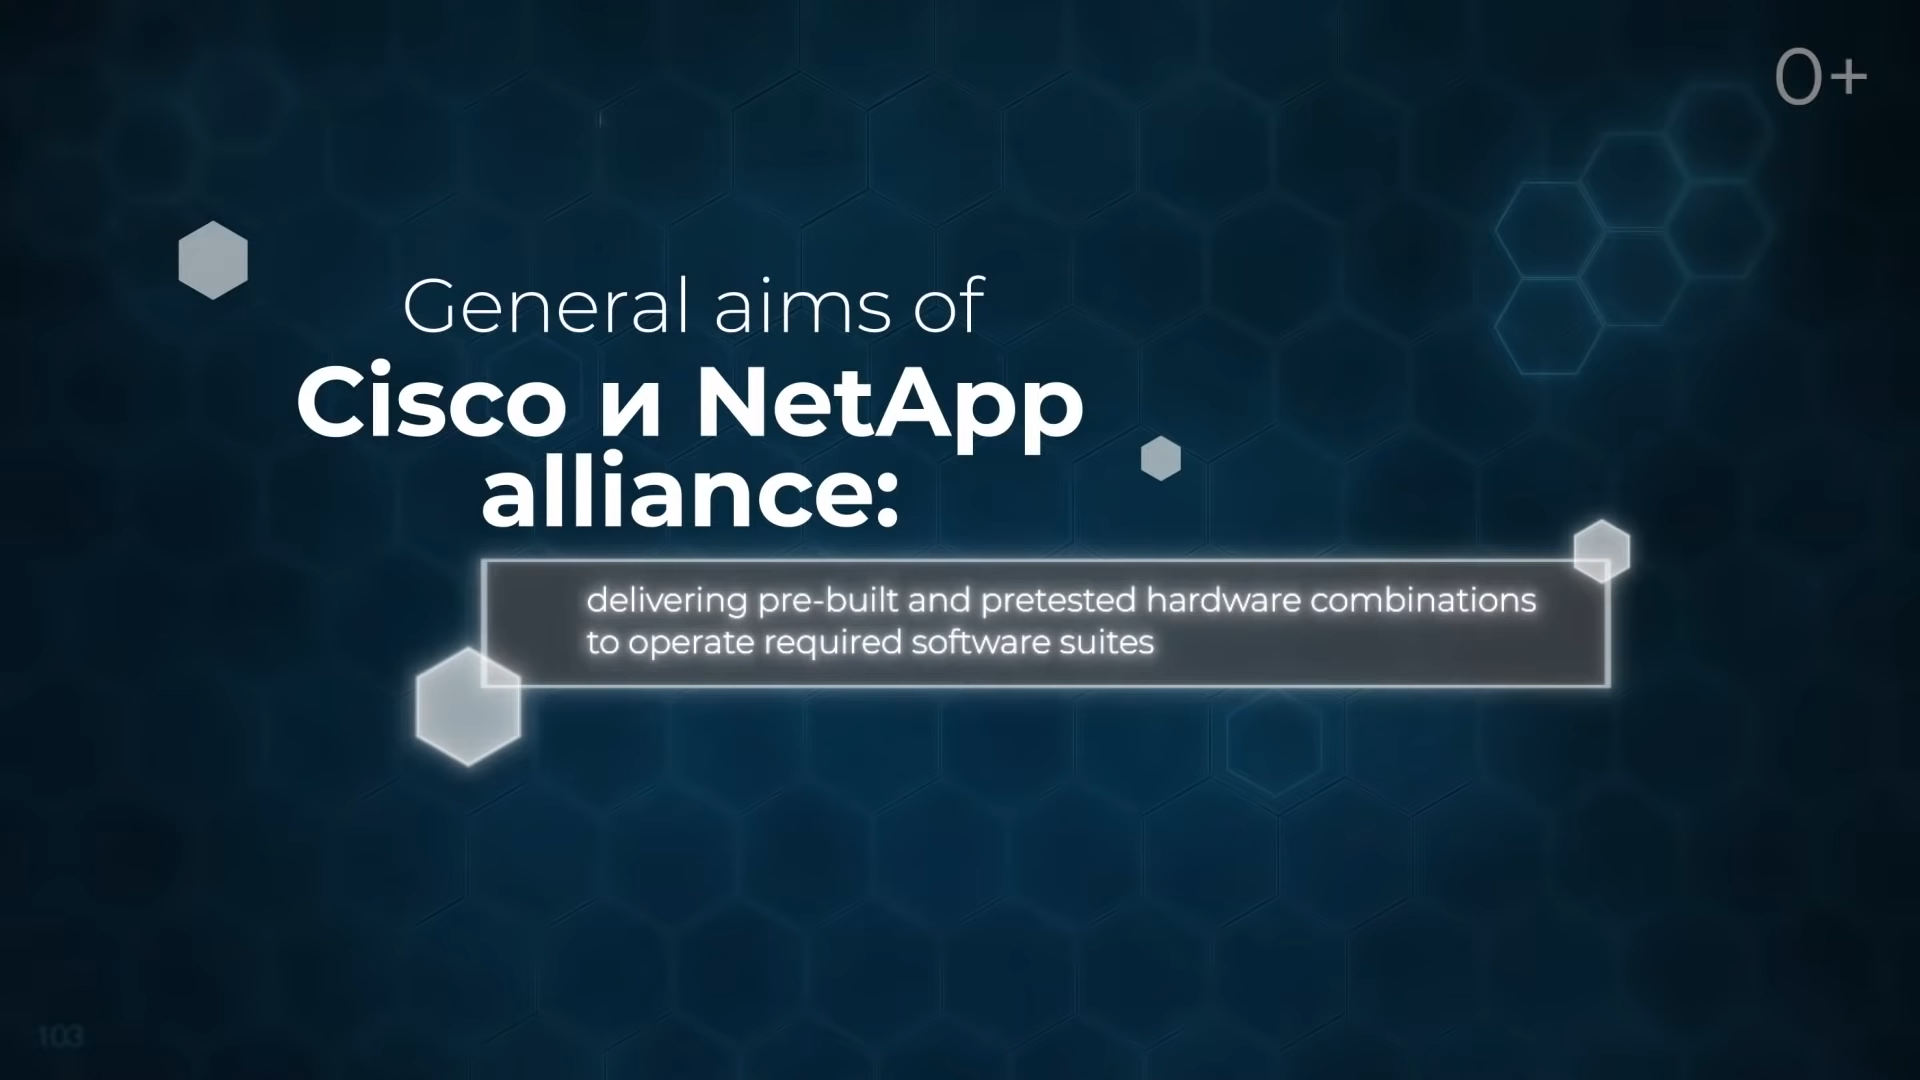 0+
General aims of
Cisco и NetApp
alliance:
delivering pre-built and pretested hardware combinations
to operate required software suites
103